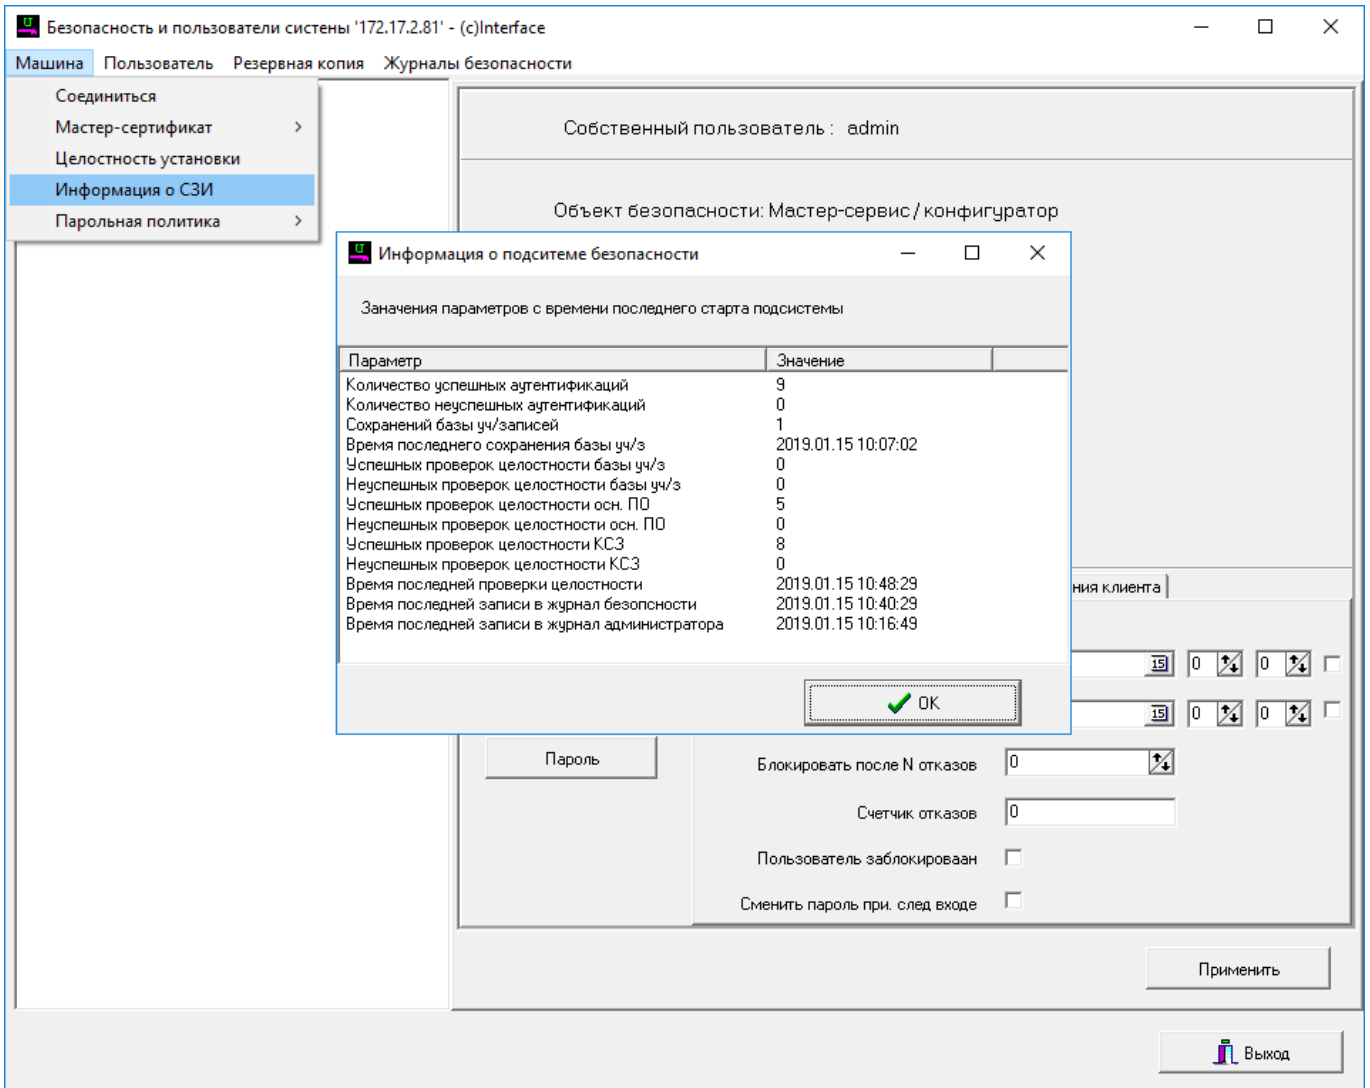 Безопасность и пользователи системы '172.17.2.81' - (c)Interface
Машина Пользователь Резервная копия Журналы безопасности
Соединиться
Мастер-сертификат
Целостность установки
Информация о СЗИ
Парольная политика
Собственный пользователь : admin
Объект безопасности: Мастер-сервис / конфигуратор
Информация о подситеме безопасности
Заначения параметров с времени последнего старта подсистемы
Параметр Значение
Количество успешных аутентификаций 9
Количество неуспешных аутентификаций 0
Сохранений базы уч/записей 1
Время последнего сохранения базы уч/з 2019.01.15 10:07:02
Успешных проверок целостности базы уч/з 0
Неуспешных проверок целостности базы уч/з 0
Успешных проверок целостности осн. ПО 5
Неуспешных проверок целостности осн. ПО 0
Успешных проверок целостности КСЗ 8
Неуспешных проверок целостности КСЗ 0
Время последней проверки целостности 2019.01.15 10:48:29
Время последней записи в журнал безопсности 2019.01.15 10:40:29
Время последней записи в журнал администратора 2019.01.15 10:16:49
OK
ния клиента
15 0 0
15 0 0
Пароль
Блокировать после N отказов 0
Счетчик отказов 0
Пользователь заблокироваан
Сменить пароль при. след входе
Применить
Выход